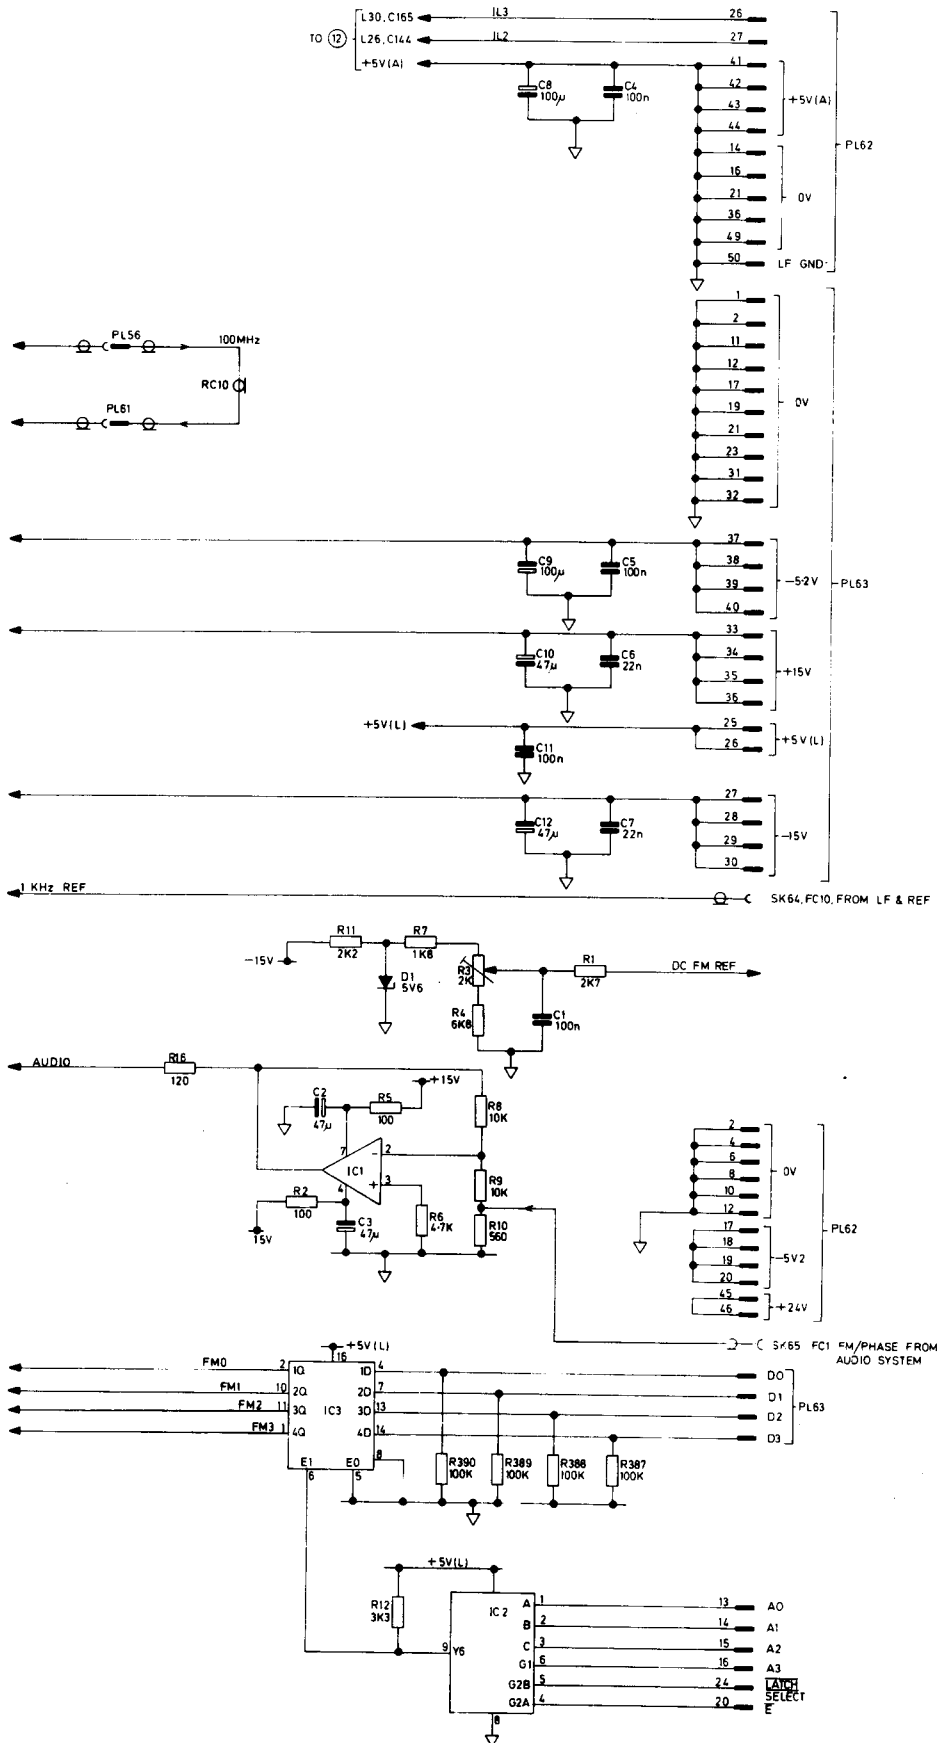 L30, C165 IL3 26
TO 12 L26, C144 IL2 27
+5V(A) 41
C8 100µ C4 100n 42
43 +5V(A)
44
14 PL62
16
21 0V
36
49
50 LF GND
1
2
PL56 100MHz 11
12
RC10 17 0V
19
PL61 21
23
31
32
37
C9 100µ C5 100n 38
39 -5·2V PL63
40
33
C10 47µ C6 22n 34
35 +15V
36
+5V(L) 25
C11 100n 26 +5V(L)
27
C12 47µ C7 22n 28
29 -15V
30
1 KHz REF
SK64, FC10, FROM LF & REF
R11 2K2 R7 1K8
-15V
D1 5V6 R3 2K R1 2K7 DC FM REF
R4 6K8 C1 100n
AUDIO R16 120
C2 47µ R5 100 +15V R8 10K
7 2 -
IC1
R9 10K
4 + 3
R2 100
15V C3 47µ R6 4·7K R10 560
2
4
6
8 0V
10
12
17 PL62
18
19 -5V2
20
45
46 +24V
SK65 FC1 FM/PHASE FROM
AUDIO SYSTEM
+5V(L)
16
FM0 2 1Q 1D 4 D0
FM1 10 2Q 2D 7 D1
FM2 11 3Q IC3 3D 13 D2 PL63
FM3 1 4Q 4D 14 D3
8
E1 E0
6 5
R390 100K R389 100K R388 100K R387 100K
+5V(L)
R12 3K3 IC2 A 1 13 A0
B 2 14 A1
9 Y6 C 3 15 A2
G1 6 16 A3
G2B 5 24 LATCH
SELECT
G2A 4 20 E
8